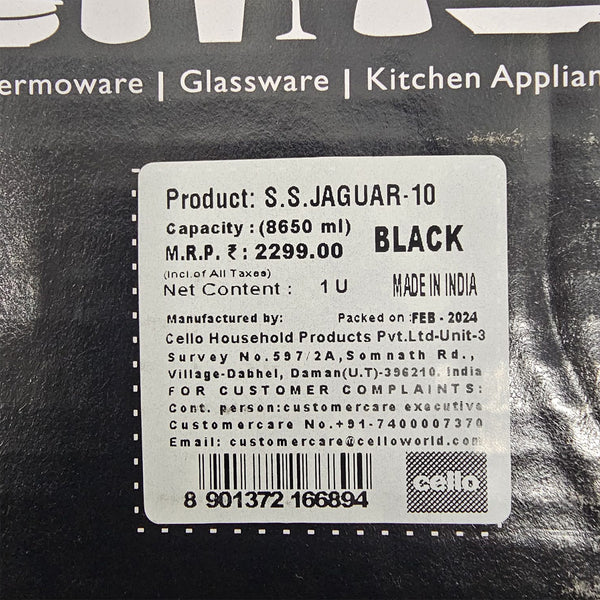 ermoware | Glassware | Kitchen Applian
Product: S.S.JAGUAR-10
Capacity : (8650 ml)
M.R.P. ₹ : 2299.00 BLACK
(Incl.of All Taxes)
Net Content : 1 U MADE IN INDIA
Manufactured by: Packed on :FEB - 2024
Cello Household Products Pvt.Ltd-Unit-3
Survey No.597/2A,Somnath Rd.,
Village-Dabhel, Daman(U.T)-396210. India
FOR CUSTOMER COMPLAINTS:
Cont. person:customercare executive
Customercare No.+91-7400007370
Email: customercare@celloworld.com
8 901372 166894
cello